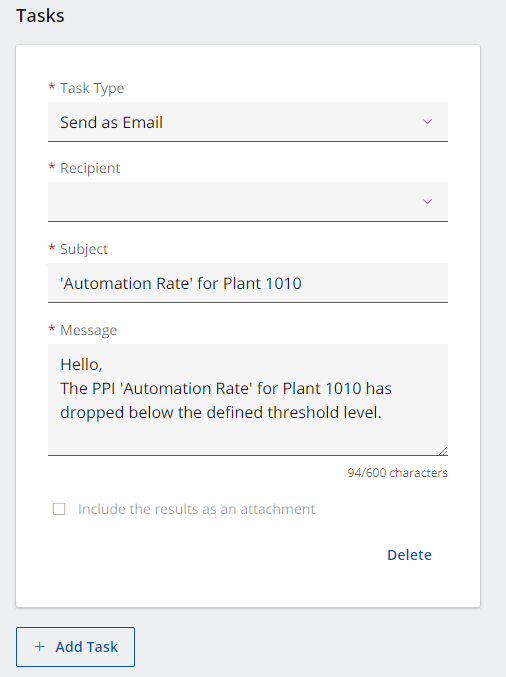 Tasks
* Task Type
Send as Email
* Recipient
* Subject
'Automation Rate' for Plant 1010
* Message
Hello,
The PPI 'Automation Rate' for Plant 1010 has
dropped below the defined threshold level.
94/600 characters
Include the results as an attachment
Delete
+ Add Task